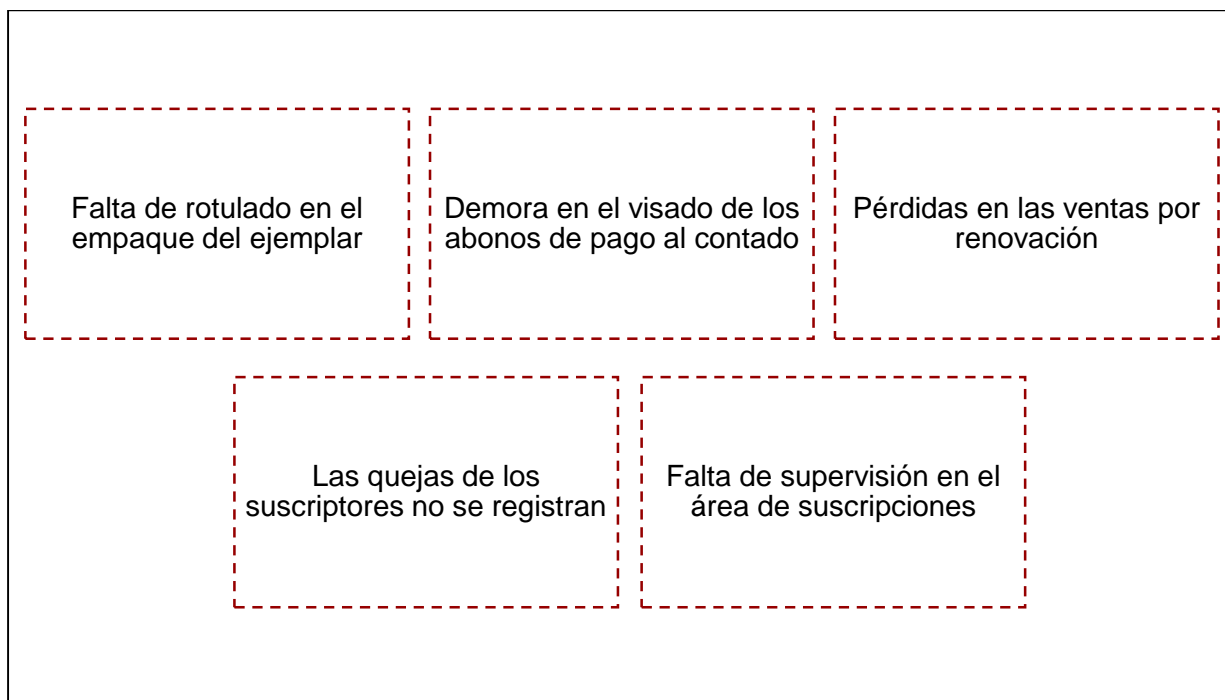 Falta de rotulado en el
empaque del ejemplar
Demora en el visado de los
abonos de pago al contado
Pérdidas en las ventas por
renovación
Las quejas de los
suscriptores no se registran
Falta de supervisión en el
área de suscripciones